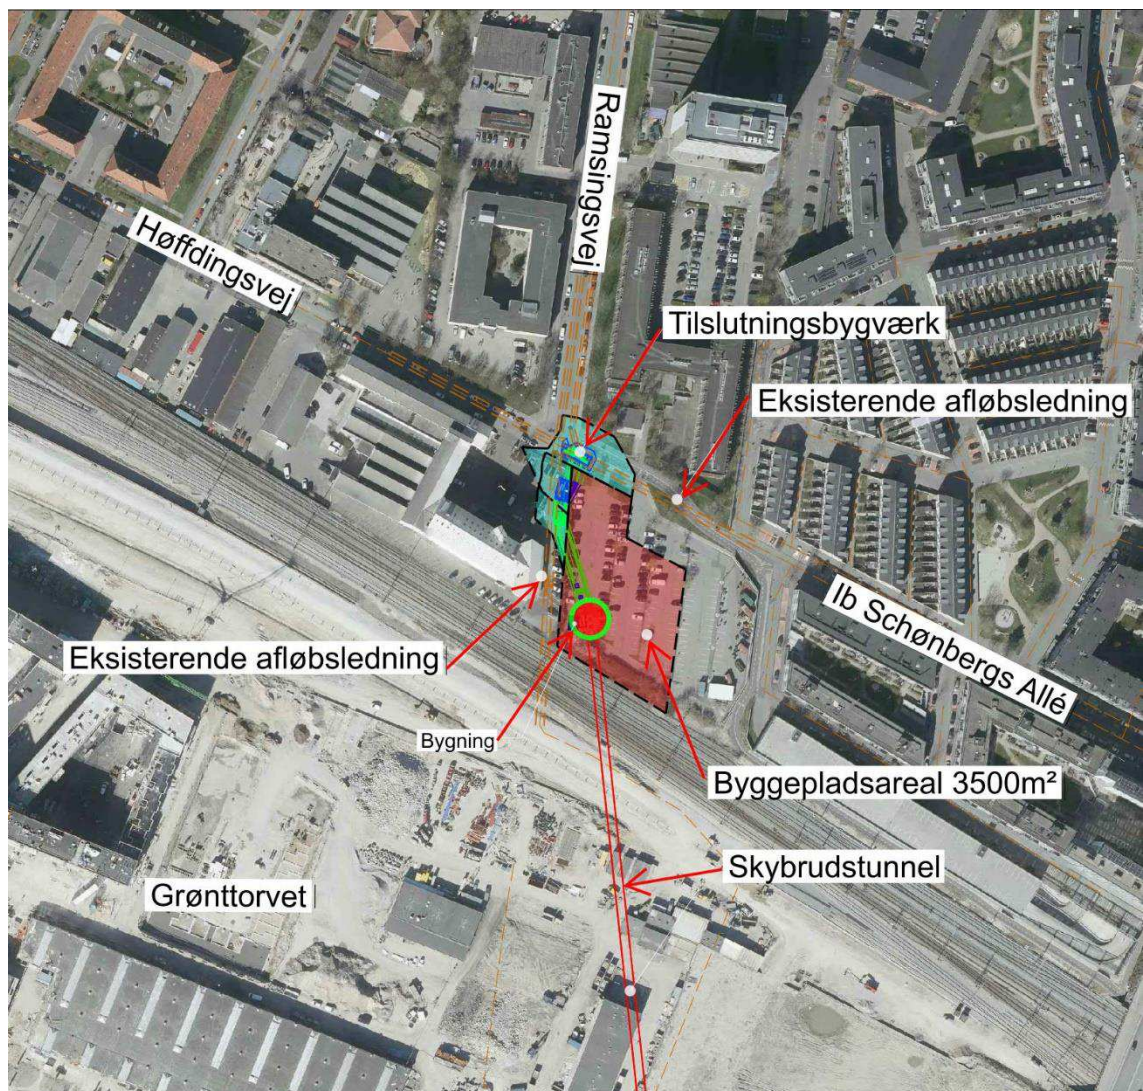 Ramsingsvej
Høffdingsvej
Tilslutningsbygværk
Eksisterende afløbsledning
Ib Schønbergs Allé
Eksisterende afløbsledning
Bygning
Byggepladsareal 3500m²
Skybrudstunnel
Grønttorvet